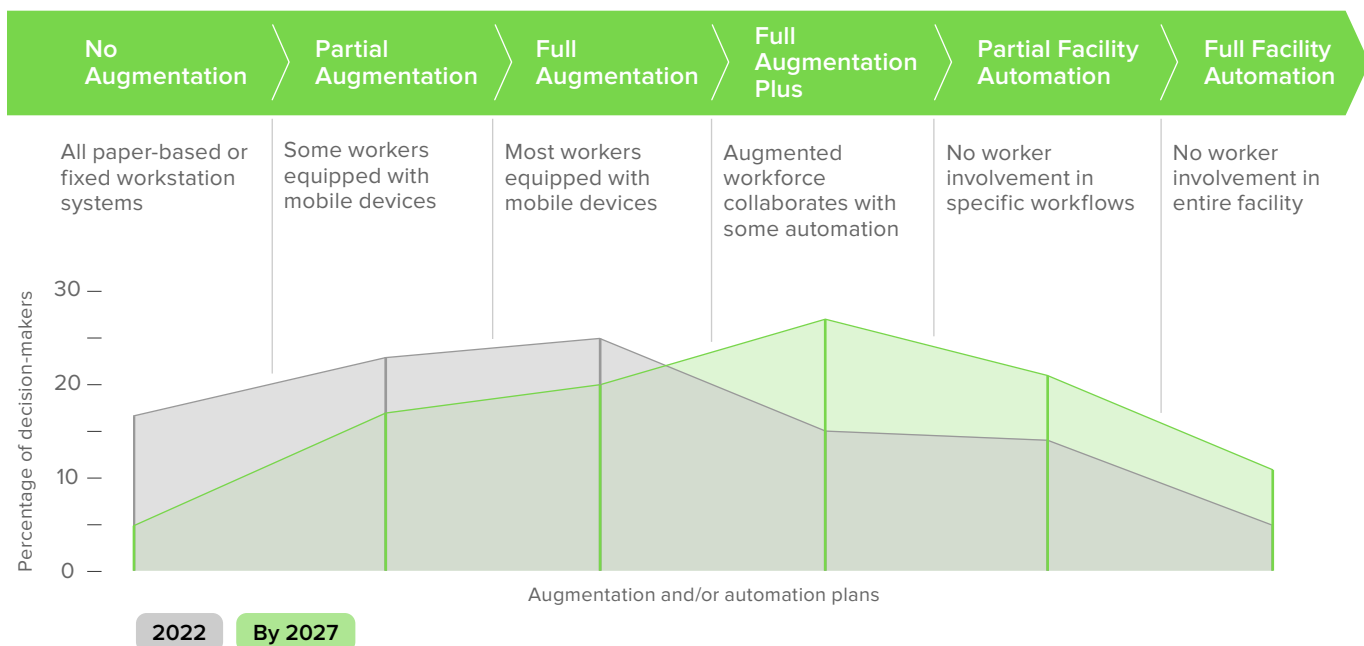 No
Augmentation
Partial
Augmentation
Full
Augmentation
Full
Augmentation
Plus
Partial Facility
Automation
Full Facility
Automation
All paper-based or
fixed workstation
systems
Some workers
equipped with
mobile devices
Most workers
equipped with
mobile devices
Augmented
workforce
collaborates with
some automation
No worker
involvement in
specific workflows
No worker
involvement in
entire facility
Percentage of decision-makers
30
20
10
0
Augmentation and/or automation plans
2022
By 2027